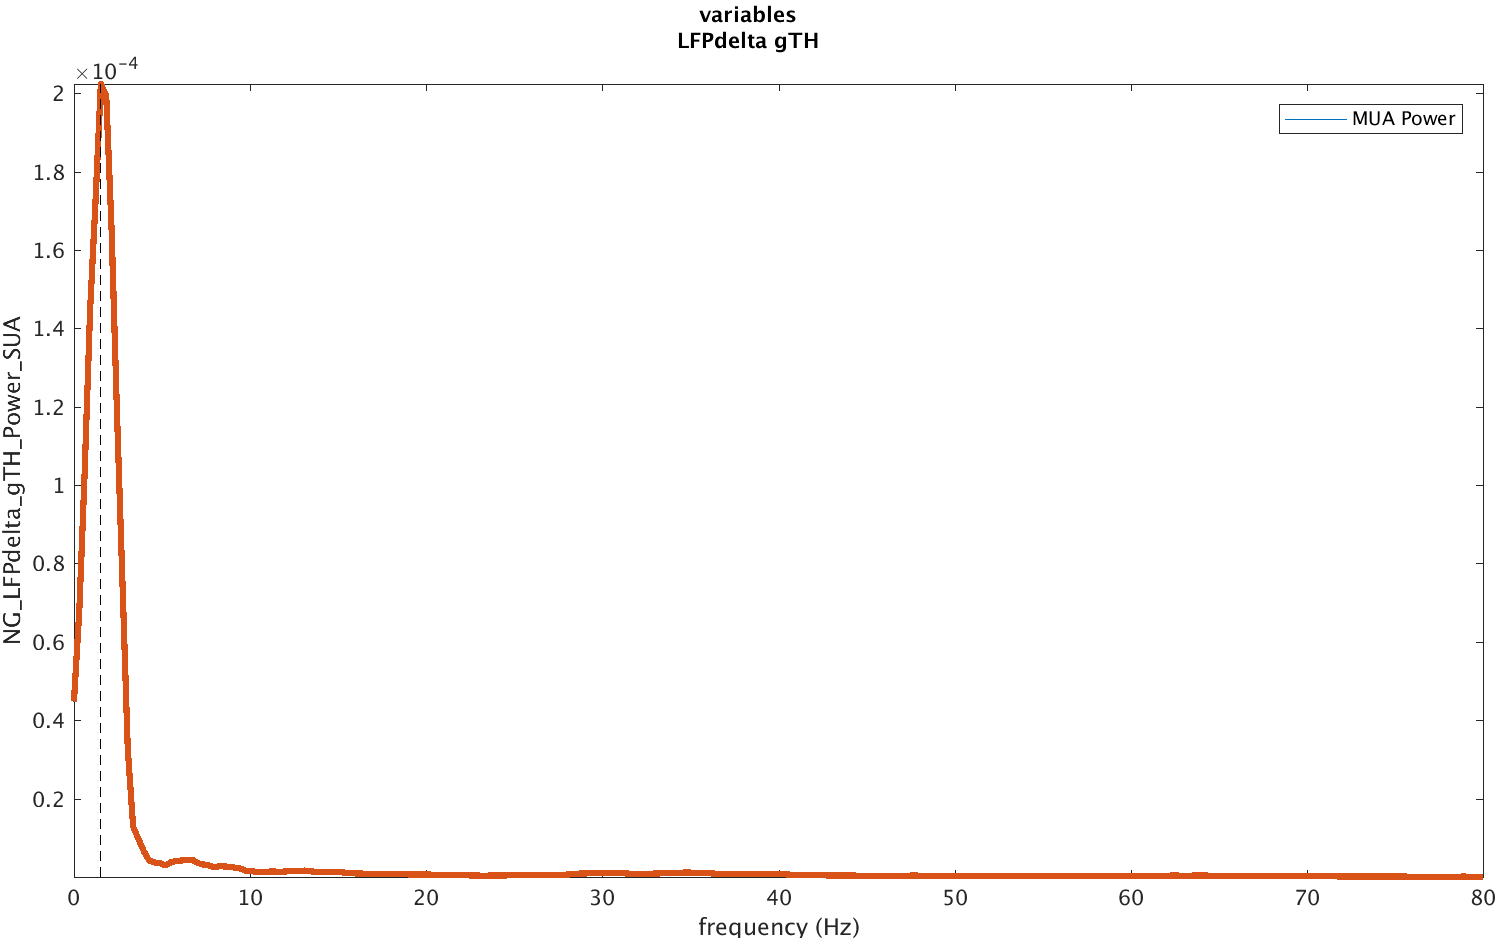 variables
LFPdelta gTH
×10⁻⁴
2
1.8
1.6
1.4
1.2
1
0.8
0.6
0.4
0.2
NG_LFPdelta_gTH_Power_SUA
MUA Power
0 10 20 30 40 50 60 70 80
frequency (Hz)